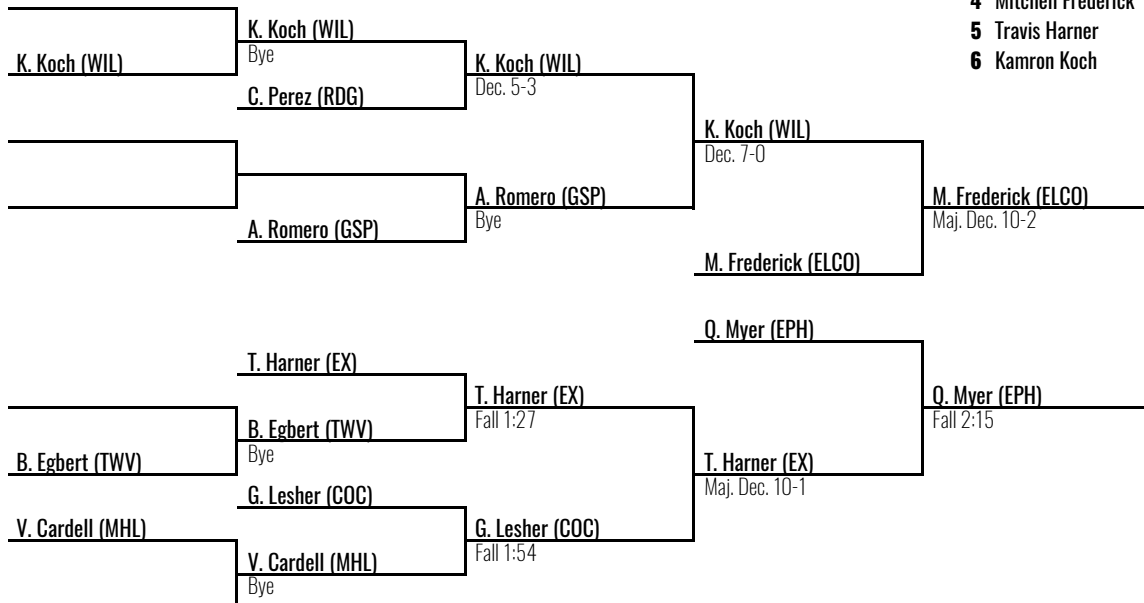 4 Mitchell Frederick
5 Travis Harner
6 Kamron Koch
K. Koch (WIL)
K. Koch (WIL)
Bye
C. Perez (RDG)
K. Koch (WIL)
Dec. 5-3
A. Romero (GSP)
A. Romero (GSP)
Bye
K. Koch (WIL)
Dec. 7-0
M. Frederick (ELCO)
M. Frederick (ELCO)
Maj. Dec. 10-2
Q. Myer (EPH)
T. Harner (EX)
B. Egbert (TWV)
B. Egbert (TWV)
Bye
T. Harner (EX)
Fall 1:27
G. Lesher (COC)
V. Cardell (MHL)
V. Cardell (MHL)
Bye
G. Lesher (COC)
Fall 1:54
T. Harner (EX)
Maj. Dec. 10-1
Q. Myer (EPH)
Fall 2:15